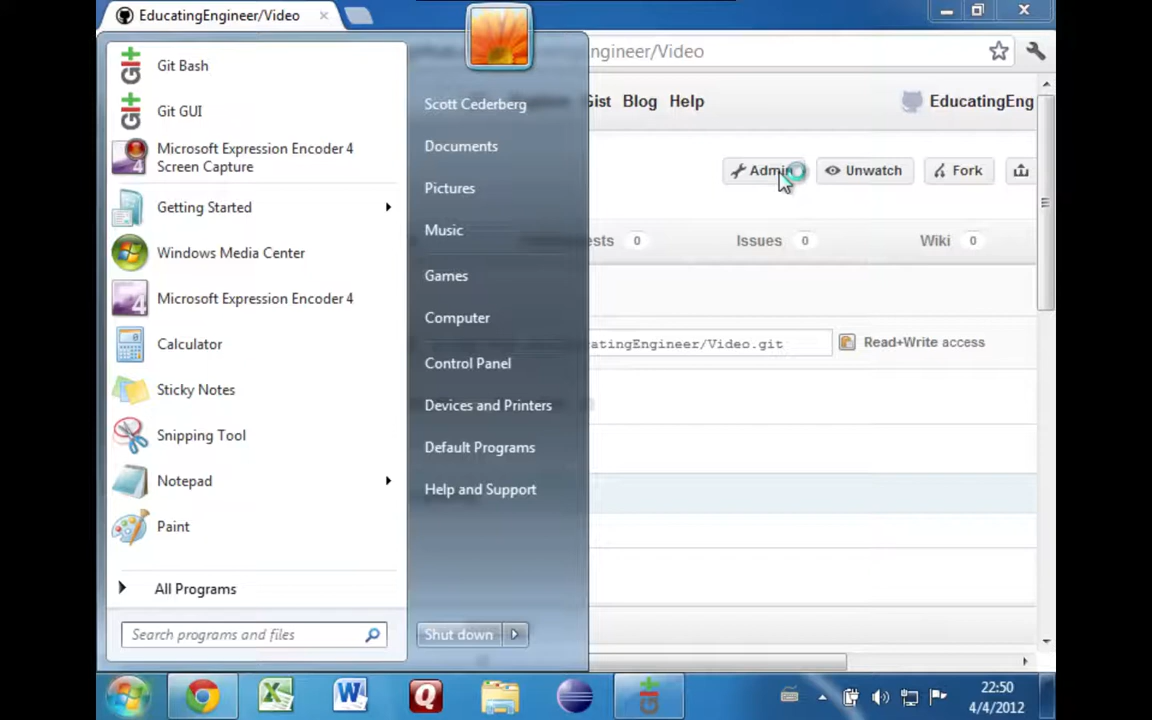 EducatingEngineer/Video
ngineer/Video
Git Bash
Git GUI
Microsoft Expression Encoder 4
Screen Capture
Getting Started
Windows Media Center
Microsoft Expression Encoder 4
Calculator
Sticky Notes
Snipping Tool
Notepad
Paint
All Programs
Search programs and files
Scott Cederberg
Documents
Pictures
Music
Games
Computer
Control Panel
Devices and Printers
Default Programs
Help and Support
Shut down
Gist Blog Help
EducatingEng
Admin
Unwatch
Fork
ests 0
Issues 0
Wiki 0
catingEngineer/Video.git
Read+Write access
22:50
4/4/2012